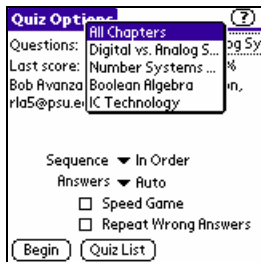 Quiz Options
All Chapters
Questions:
Digital vs. Analog S...
og Sy
Last score:
Number Systems ...
%
Bob Avanza
Boolean Algebra
n,
rla5@psu.e
IC Technology
Sequence In Order
Answers Auto
Speed Game
Repeat Wrong Answers
Begin Quiz List